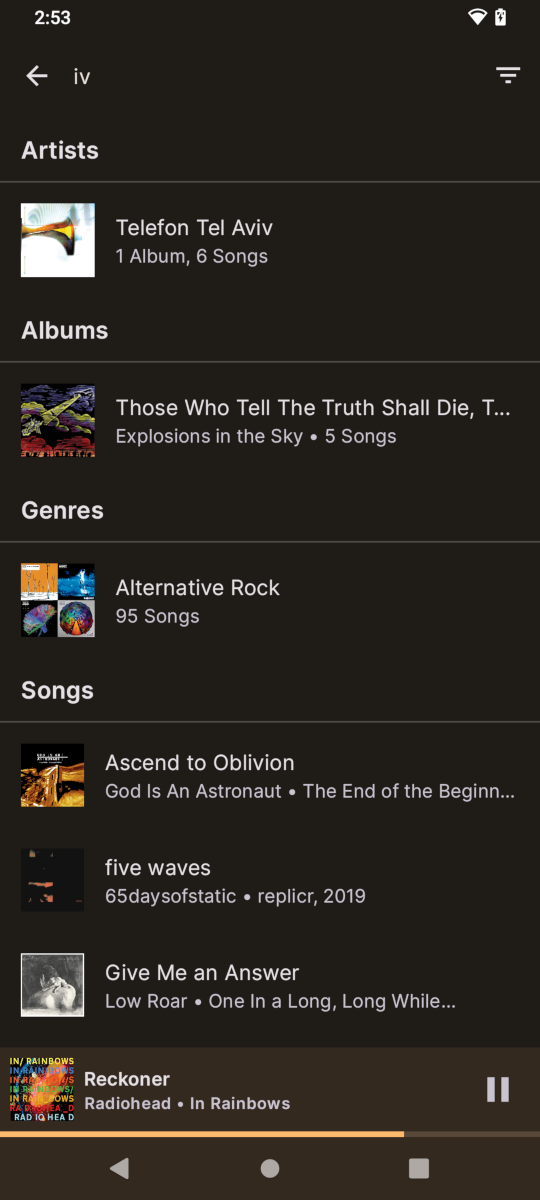 2:53
iv
Artists
Telefon Tel Aviv
1 Album, 6 Songs
Albums
Those Who Tell The Truth Shall Die, T...
Explosions in the Sky • 5 Songs
Genres
Alternative Rock
95 Songs
Songs
Ascend to Oblivion
God Is An Astronaut • The End of the Beginn...
five waves
65daysofstatic • replicr, 2019
Give Me an Answer
Low Roar • One In a Long, Long While...
IN/ RAINBOWS
Reckoner
Radiohead • In Rainbows